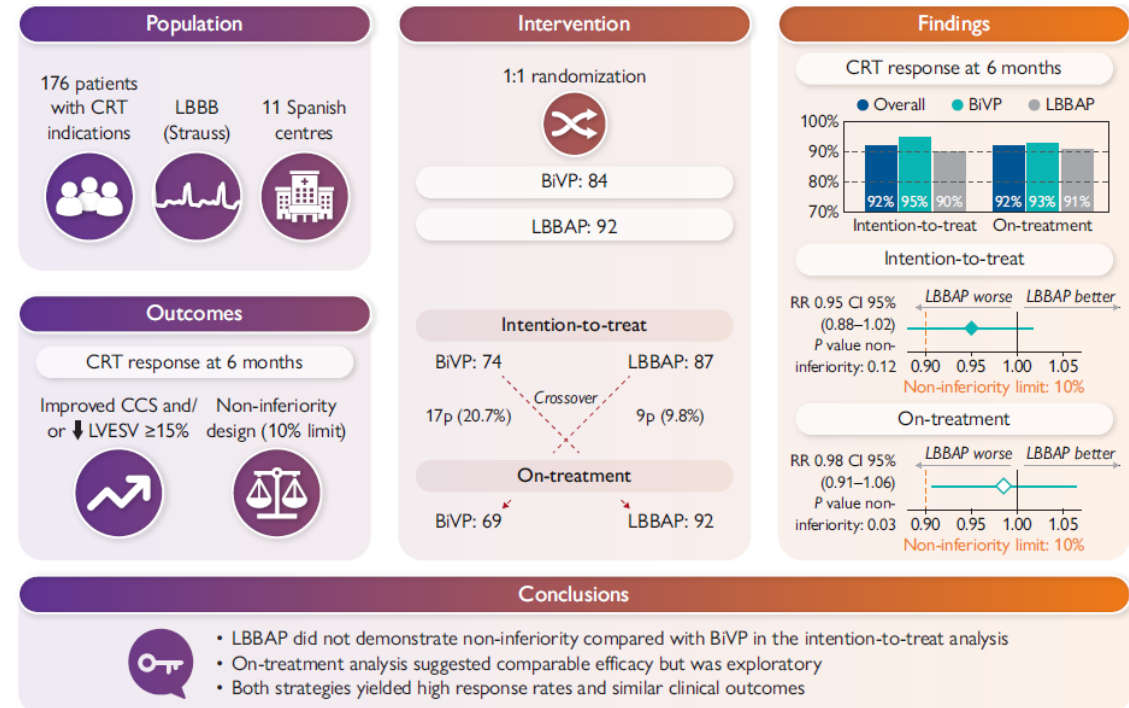 Population
176 patients
with CRT
indications
LBBB
(Strauss)
11 Spanish
centres
Outcomes
CRT response at 6 months
Improved CCS and/
or ⬇ LVESV ≥15%
Non-inferiority
design (10% limit)
Intervention
1:1 randomization
BiVP: 84
LBBAP: 92
Intention-to-treat
BiVP: 74
LBBAP: 87
Crossover
17p (20.7%)
9p (9.8%)
On-treatment
BiVP: 69
LBBAP: 92
Findings
CRT response at 6 months
Overall BiVP LBBAP
100%
90%
80%
70%
92% 95% 90% 92% 93% 91%
Intention-to-treat On-treatment
Intention-to-treat
RR 0.95 CI 95%
(0.88–1.02)
P value non-
inferiority: 0.12
LBBAP worse LBBAP better
0.90 0.95 1.00 1.05
Non-inferiority limit: 10%
On-treatment
RR 0.98 CI 95%
(0.91–1.06)
P value non-
inferiority: 0.03
LBBAP worse LBBAP better
0.90 0.95 1.00 1.05
Non-inferiority limit: 10%
Conclusions
• LBBAP did not demonstrate non-inferiority compared with BiVP in the intention-to-treat analysis
• On-treatment analysis suggested comparable efficacy but was exploratory
• Both strategies yielded high response rates and similar clinical outcomes